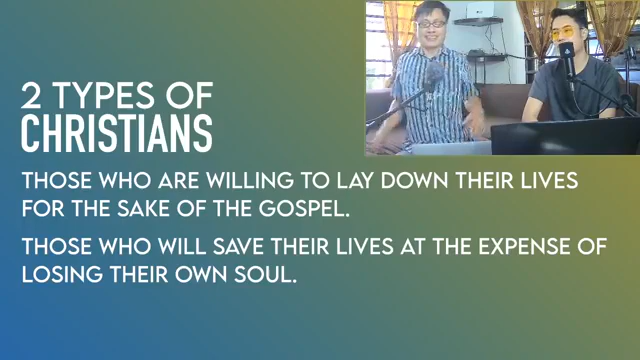 2 TYPES OF
CHRISTIANS
THOSE WHO ARE WILLING TO LAY DOWN THEIR LIVES
FOR THE SAKE OF THE GOSPEL.
THOSE WHO WILL SAVE THEIR LIVES AT THE EXPENSE OF
LOSING THEIR OWN SOUL.